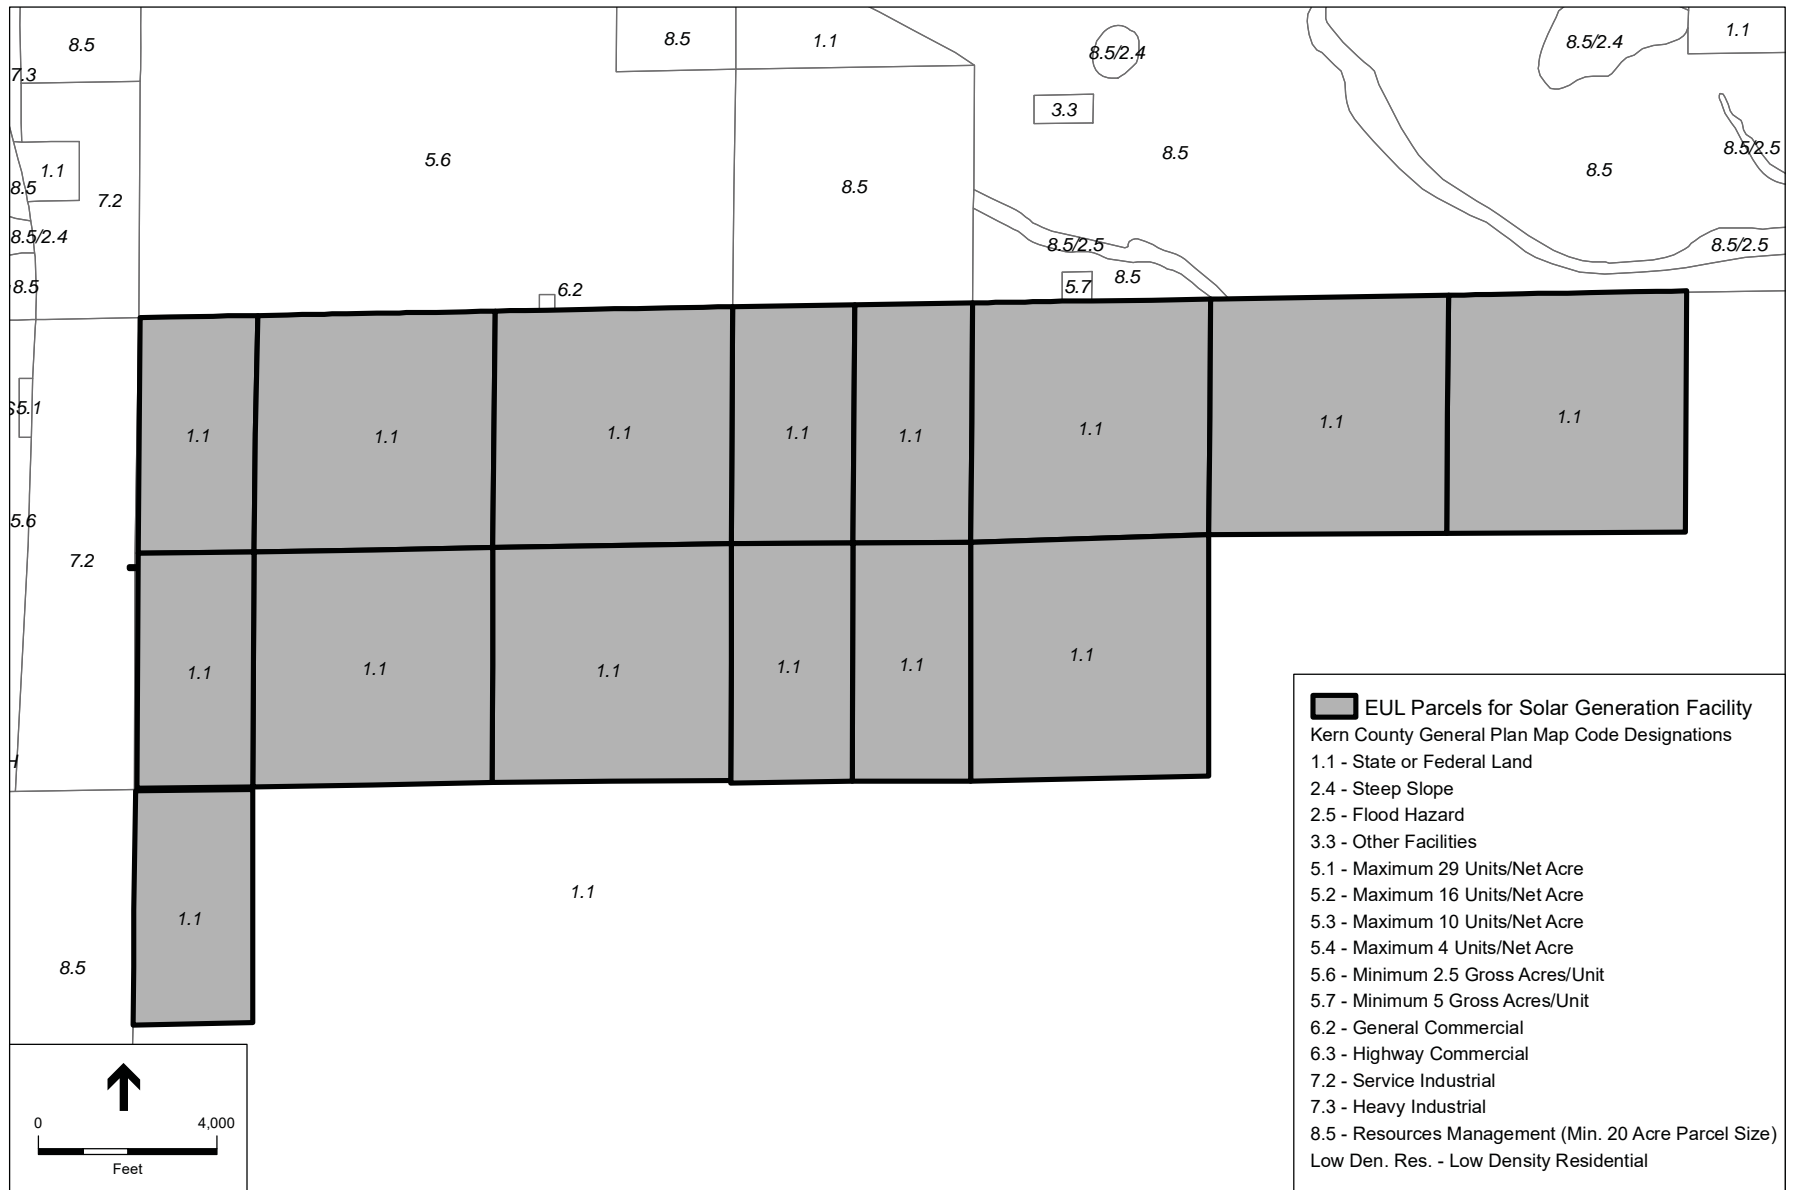 8.5
8.5
1.1
8.5/2.4
8.5/2.4
1.1
7.3
3.3
5.6
8.5
8.5/2.5
1.1
8.5
8.5
7.2
8.5
8.5/2.4
8.5/2.5
8.5/2.5
8.5
8.5
5.7
6.2
5.1
1.1
1.1
1.1
1.1
1.1
1.1
1.1
1.1
5.6
7.2
1.1
1.1
1.1
1.1
1.1
1.1
1.1
1.1
8.5
EUL Parcels for Solar Generation Facility
Kern County General Plan Map Code Designations
1.1 - State or Federal Land
2.4 - Steep Slope
2.5 - Flood Hazard
3.3 - Other Facilities
5.1 - Maximum 29 Units/Net Acre
5.2 - Maximum 16 Units/Net Acre
5.3 - Maximum 10 Units/Net Acre
5.4 - Maximum 4 Units/Net Acre
5.6 - Minimum 2.5 Gross Acres/Unit
5.7 - Minimum 5 Gross Acres/Unit
6.2 - General Commercial
6.3 - Highway Commercial
7.2 - Service Industrial
7.3 - Heavy Industrial
8.5 - Resources Management (Min. 20 Acre Parcel Size)
Low Den. Res. - Low Density Residential
0 4,000
Feet